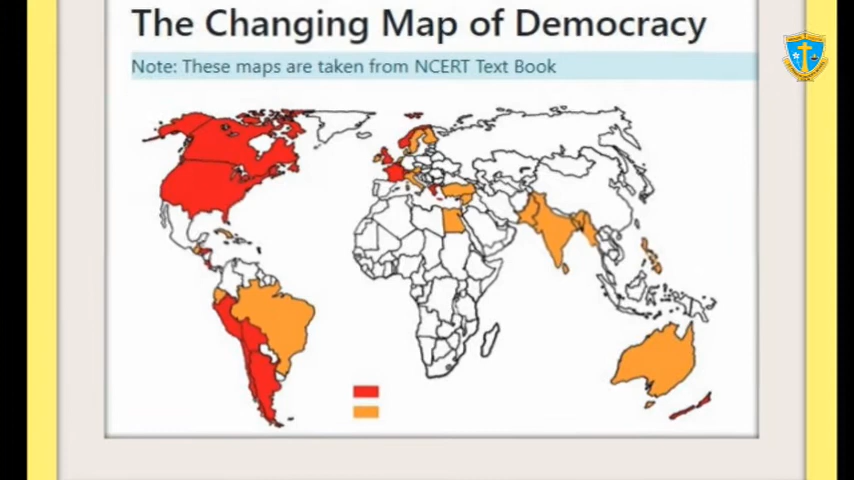 The Changing Map of Democracy
Note: These maps are taken from NCERT Text Book